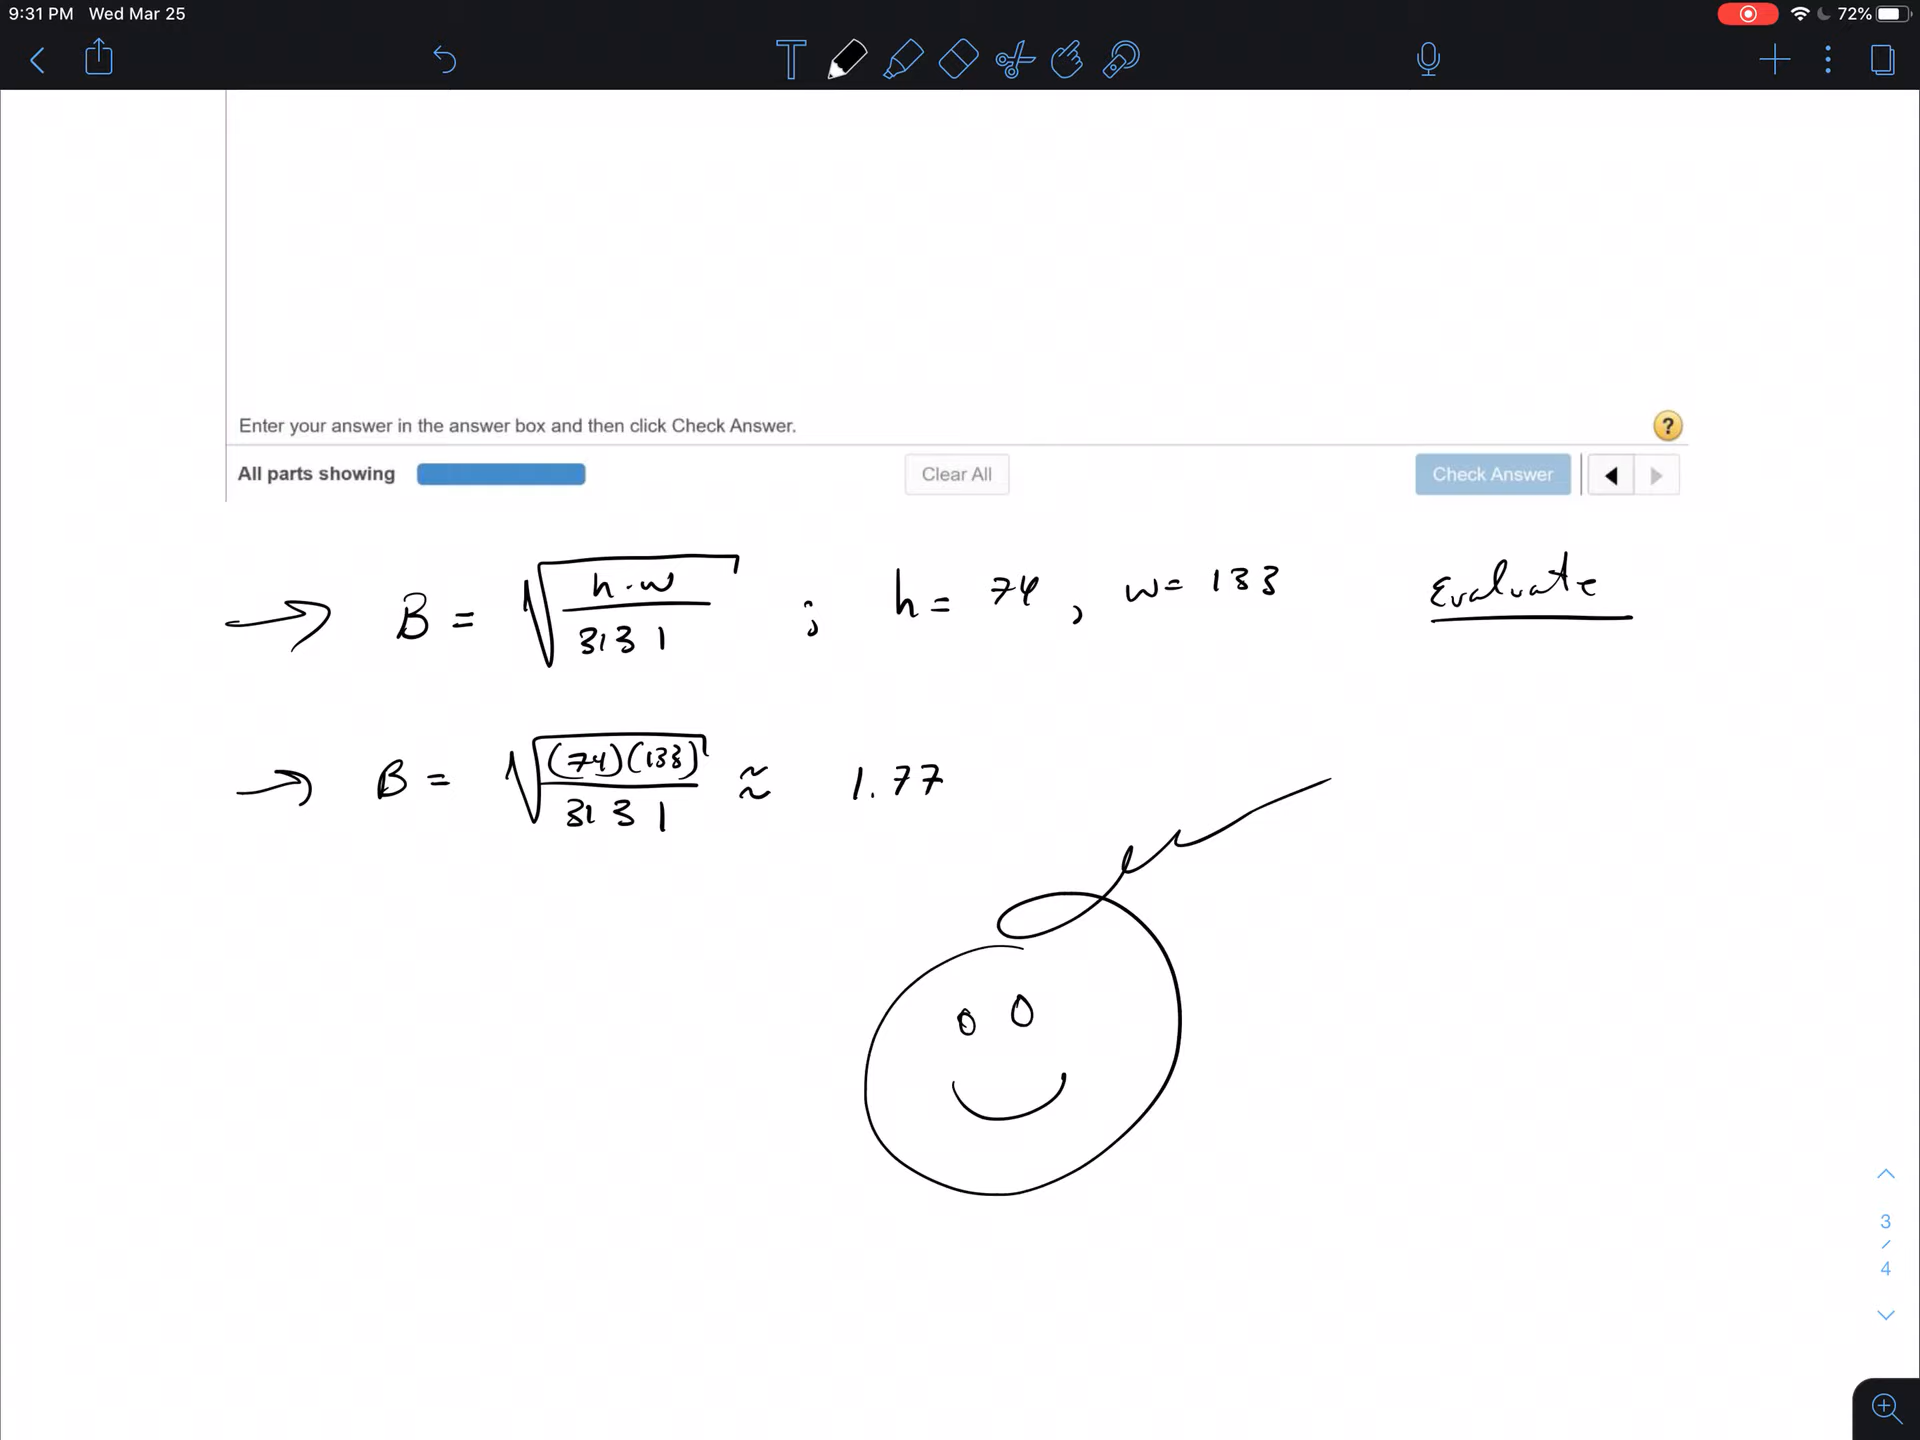 9:31 PM Wed Mar 25 72%
T
Enter your answer in the answer box and then click Check Answer. ?
All parts showing Clear All Check Answer
→ B = √(h·w / 3131) ; h = 74 , w = 133 Evaluate
→ B = √((74)(133) / 3131) ≈ 1.77
3
/
4